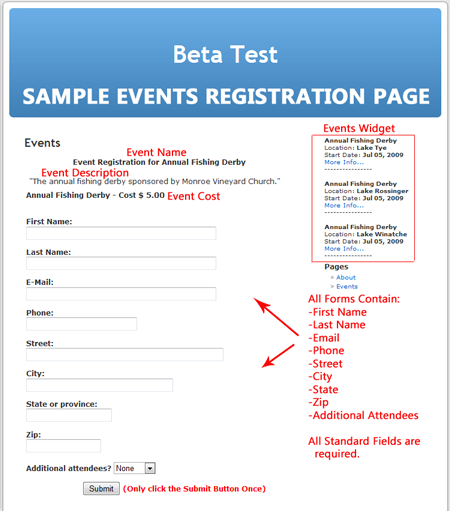 Beta Test
SAMPLE EVENTS REGISTRATION PAGE
Events
Event Name
Event Registration for Annual Fishing Derby
Event Description
"The annual fishing derby sponsored by Monroe Vineyard Church."
Annual Fishing Derby - Cost $ 5.00 Event Cost
First Name:
Last Name:
E-Mail:
Phone:
Street:
City:
State or province:
Zip:
Additional attendees? None
Submit (Only click the Submit Button Once)
Events Widget
Annual Fishing Derby
Location: Lake Tye
Start Date: Jul 05, 2009
More Info...
----------------
Annual Fishing Derby
Location: Lake Rossinger
Start Date: Jul 05, 2009
More Info...
----------------
Annual Fishing Derby
Location: Lake Winatche
Start Date: Jul 05, 2009
More Info...
----------------
Pages
» About
» Events
All Forms Contain:
-First Name
-Last Name
-Email
-Phone
-Street
-City
-State
-Zip
-Additional Attendees
All Standard Fields are
required.